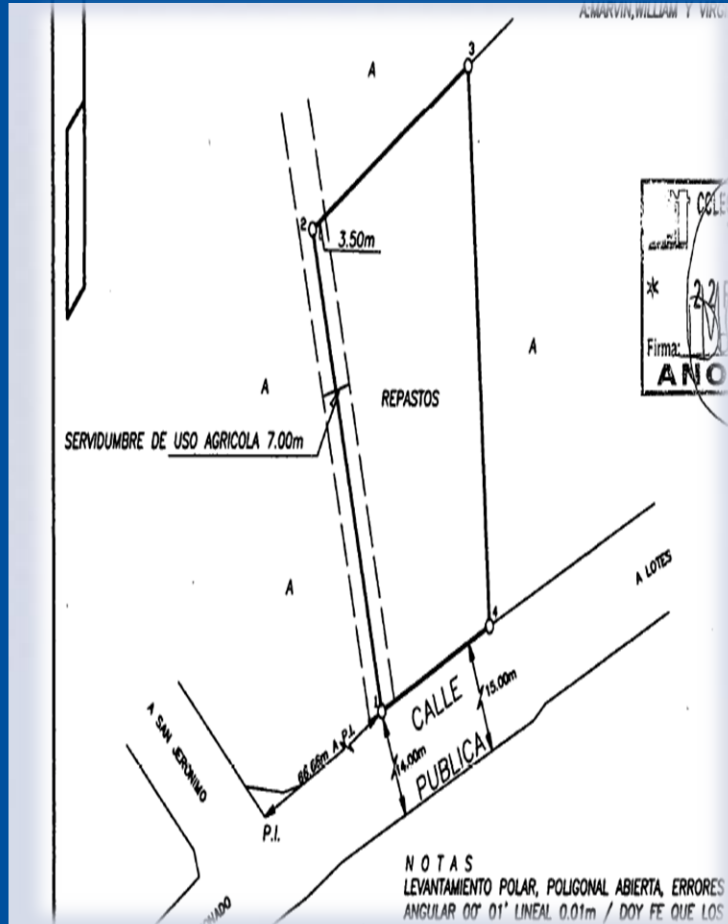 A:MARVIN,WILLIAM Y
3
A
2
3.50m
A
Firma:
A
REPASTOS
SERVIDUMBRE DE USO AGRICOLA 7.00m
A
A LOTES
4
1
CALLE
15.00m
A SAN JERONIMO
66.66m A P.I.
14.00m
PUBLICA
P.I.
NOTAS
LEVANTAMIENTO POLAR, POLIGONAL ABIERTA, ERRORES
ANGULAR 00° 01' LINEAL 0.01m / DOY FE QUE LOS